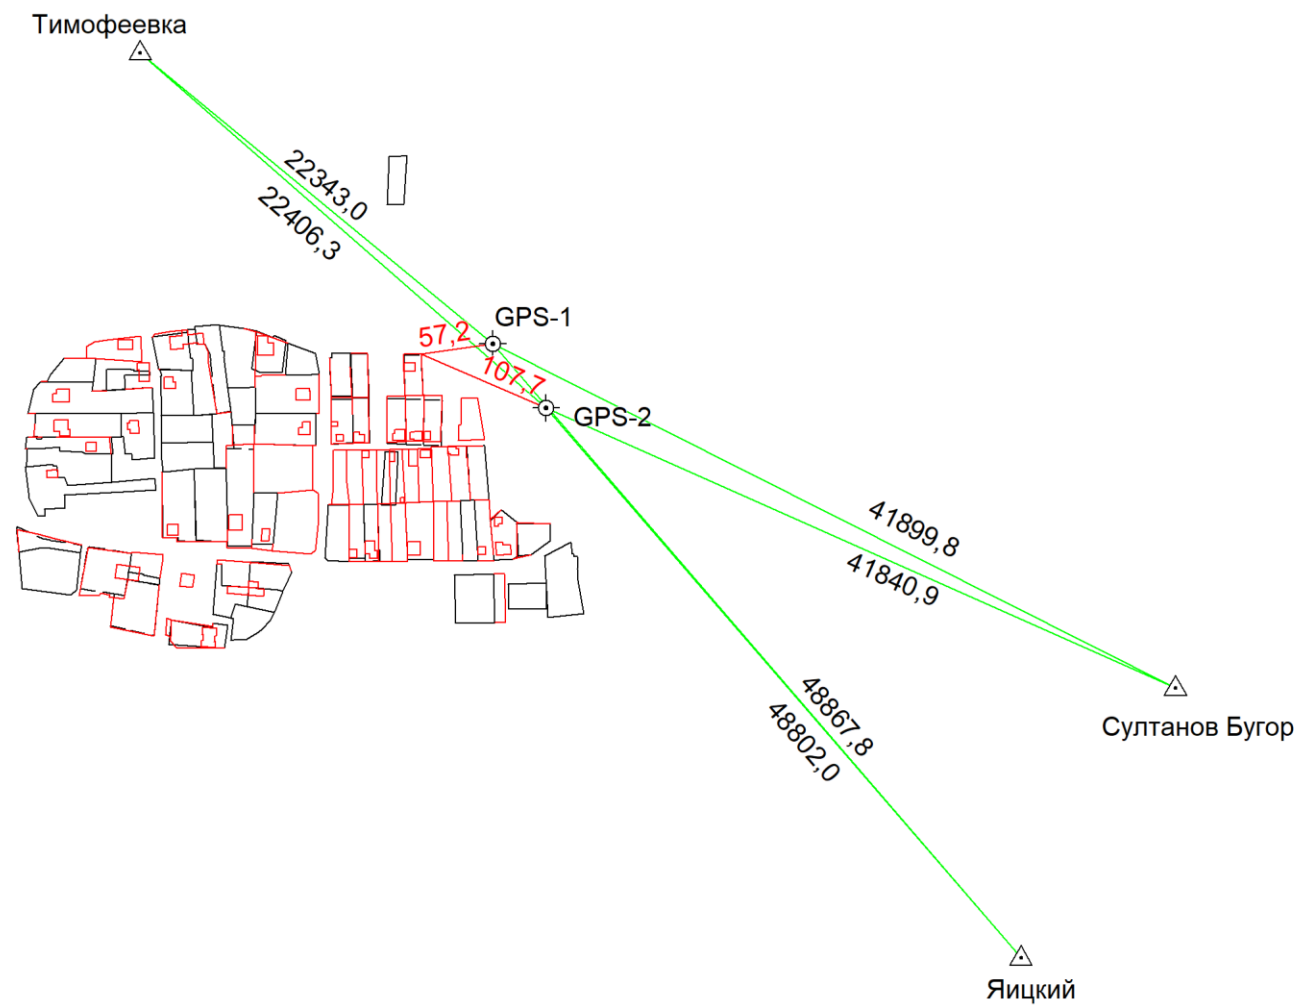 Тимофеевка
22343,0
22406,3
GPS-1
57,2
107,7
GPS-2
41899,8
41840,9
48867,8
48802,0
Султанов Бугор
Яицкий